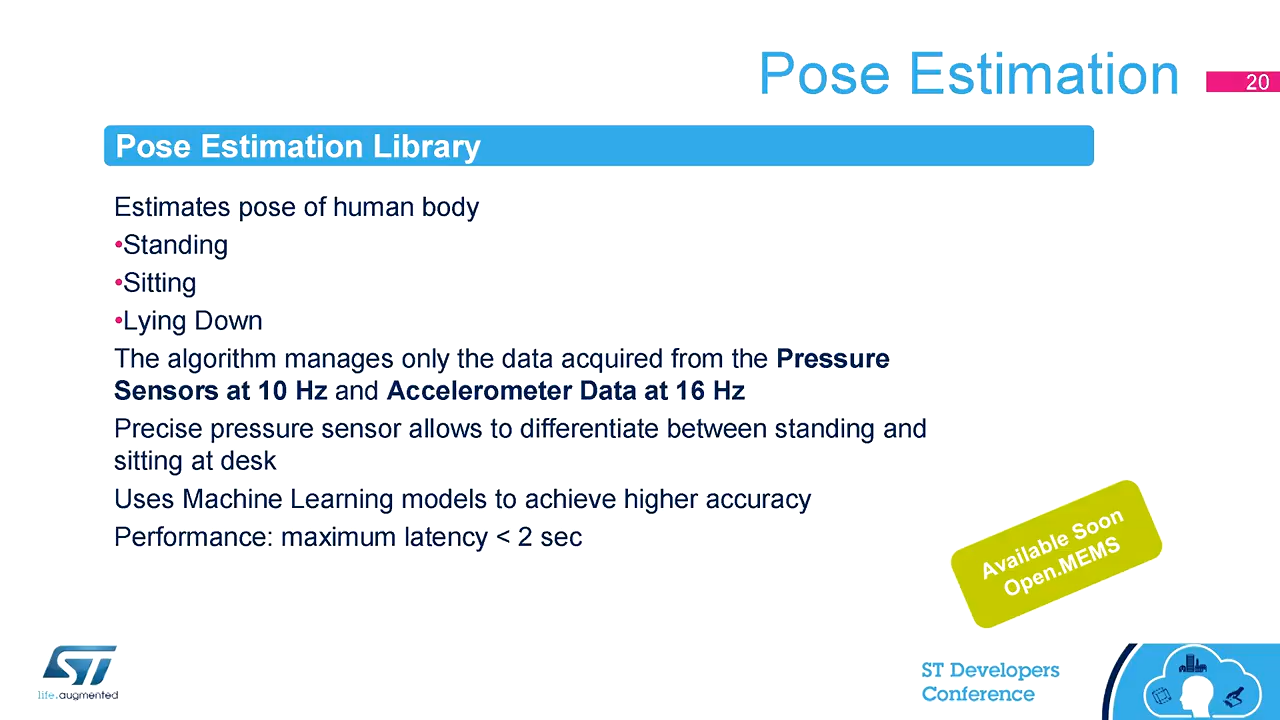 Pose Estimation
20
Pose Estimation Library
Estimates pose of human body
•Standing
•Sitting
•Lying Down
The algorithm manages only the data acquired from the Pressure
Sensors at 10 Hz and Accelerometer Data at 16 Hz
Precise pressure sensor allows to differentiate between standing and
sitting at desk
Uses Machine Learning models to achieve higher accuracy
Performance: maximum latency < 2 sec
Available Soon
Open.MEMS
ST
life.augmented
ST Developers
Conference